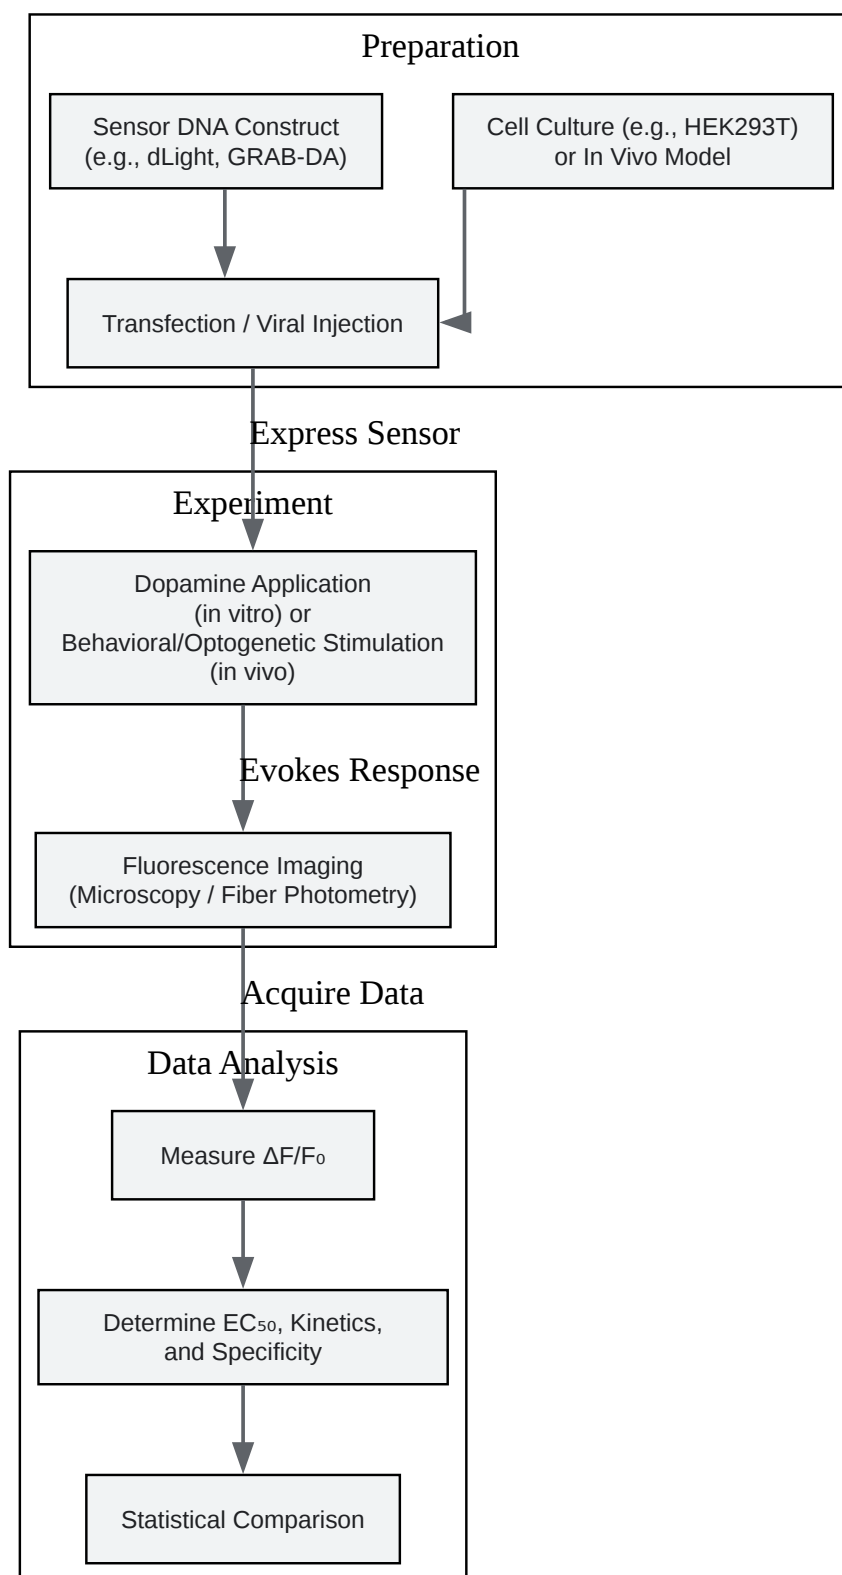 Preparation
Sensor DNA Construct
(e.g., dLight, GRAB-DA)
Cell Culture (e.g., HEK293T)
or In Vivo Model
Transfection / Viral Injection
Express Sensor
Experiment
Dopamine Application
(in vitro) or
Behavioral/Optogenetic Stimulation
(in vivo)
Evokes Response
Fluorescence Imaging
(Microscopy / Fiber Photometry)
Acquire Data
Data Analysis
Measure ΔF/F₀
Determine EC₅₀, Kinetics,
and Specificity
Statistical Comparison